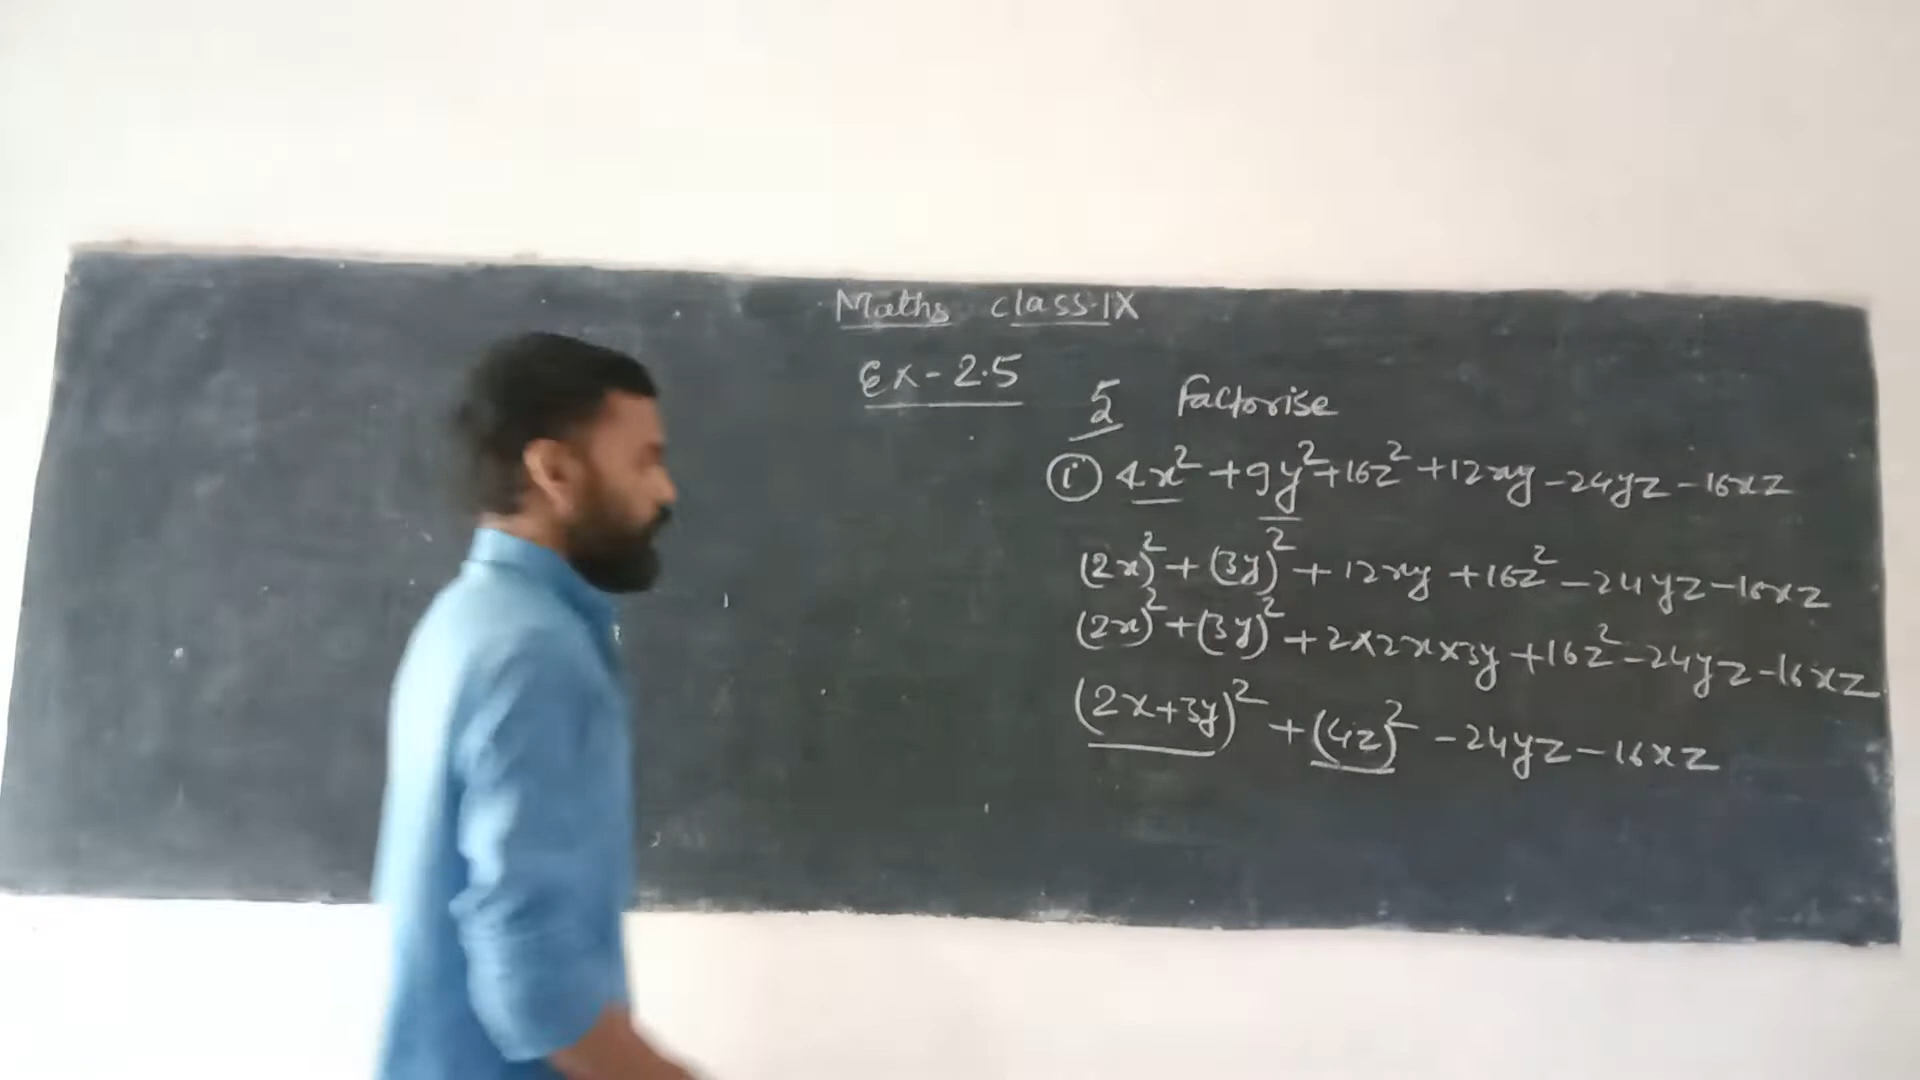 Maths class-IX
Ex-2.5
5 Factorise
(i) 4x² + 9y² + 16z² + 12xy - 24yz - 16xz
(2x)² + (3y)² + 12xy + 16z² - 24yz - 16xz
(2x)² + (3y)² + 2×2x×3y + 16z² - 24yz - 16xz
(2x+3y)² + (4z)² - 24yz - 16xz